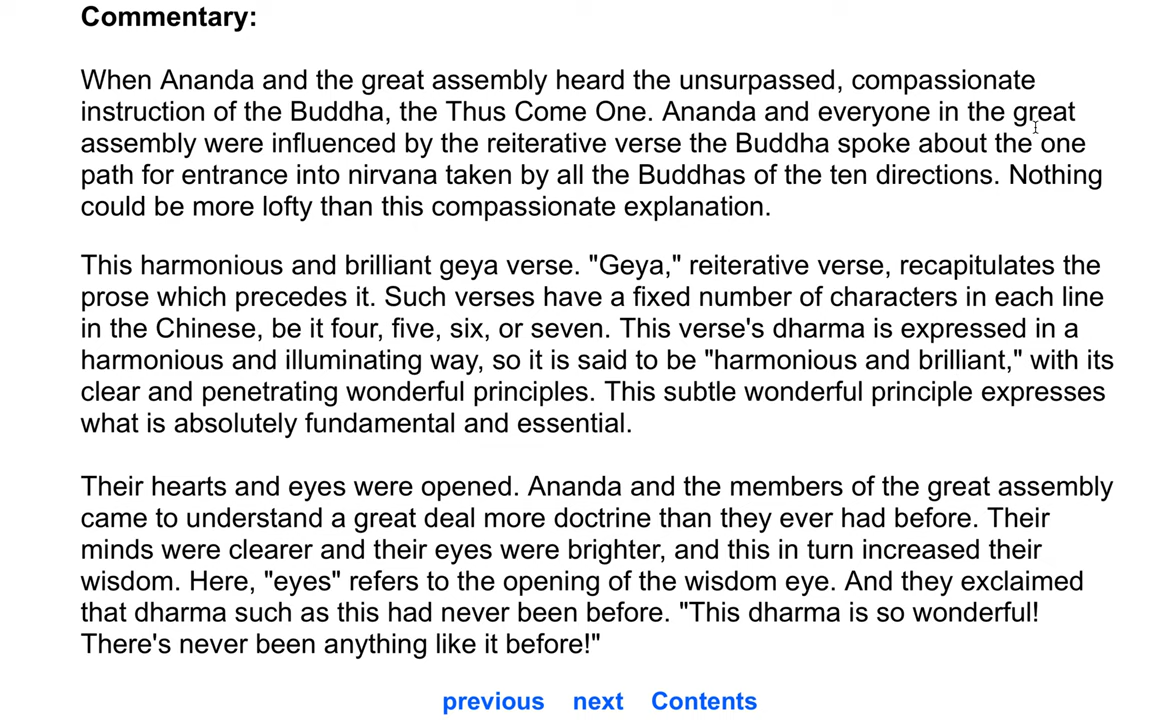 Commentary:
When Ananda and the great assembly heard the unsurpassed, compassionate
instruction of the Buddha, the Thus Come One. Ananda and everyone in the great
assembly were influenced by the reiterative verse the Buddha spoke about the one
path for entrance into nirvana taken by all the Buddhas of the ten directions. Nothing
could be more lofty than this compassionate explanation.
This harmonious and brilliant geya verse. "Geya," reiterative verse, recapitulates the
prose which precedes it. Such verses have a fixed number of characters in each line
in the Chinese, be it four, five, six, or seven. This verse's dharma is expressed in a
harmonious and illuminating way, so it is said to be "harmonious and brilliant," with its
clear and penetrating wonderful principles. This subtle wonderful principle expresses
what is absolutely fundamental and essential.
Their hearts and eyes were opened. Ananda and the members of the great assembly
came to understand a great deal more doctrine than they ever had before. Their
minds were clearer and their eyes were brighter, and this in turn increased their
wisdom. Here, "eyes" refers to the opening of the wisdom eye. And they exclaimed
that dharma such as this had never been before. "This dharma is so wonderful!
There's never been anything like it before!"
previous next Contents